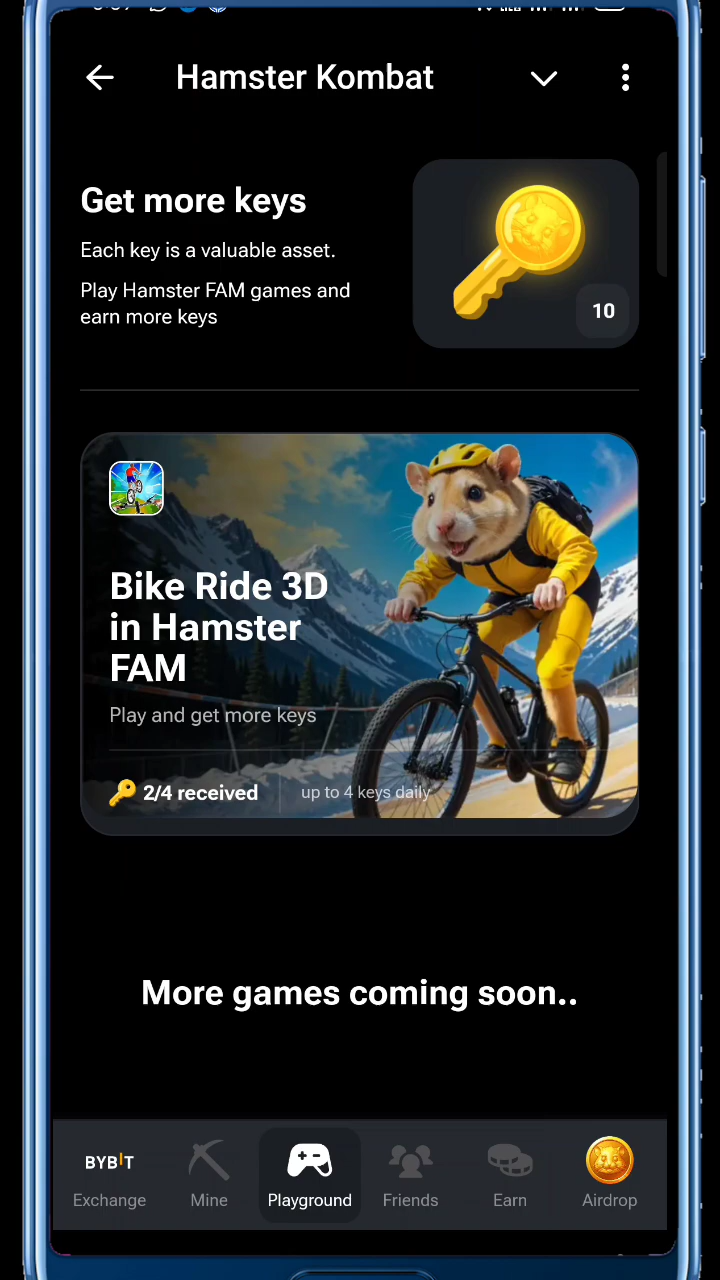 Hamster Kombat
Get more keys
Each key is a valuable asset.
Play Hamster FAM games and
earn more keys
10
Bike Ride 3D
in Hamster
FAM
Play and get more keys
2/4 received
up to 4 keys daily
More games coming soon..
BYBIT
Exchange
Mine
Playground
Friends
Earn
Airdrop